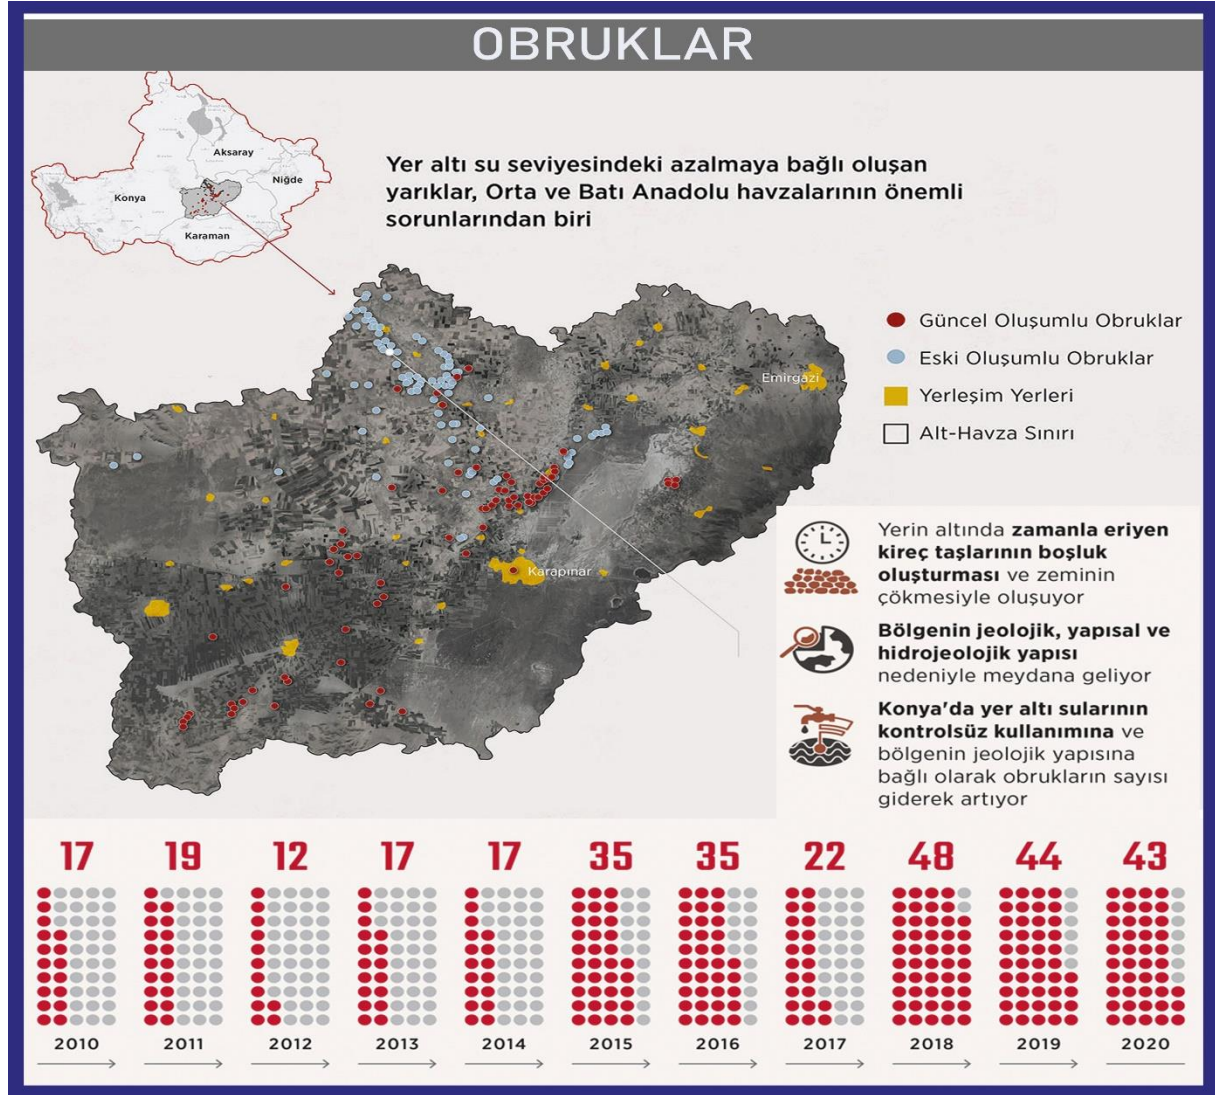 OBRUKLAR
Aksaray
Niğde
Konya
Karaman
Yer altı su seviyesindeki azalmaya bağlı oluşan
yarıklar, Orta ve Batı Anadolu havzalarının önemli
sorunlarından biri
Güncel Oluşumlu Obruklar
Eski Oluşumlu Obruklar
Yerleşim Yerleri
Alt-Havza Sınırı
Emirgazi
Karapınar
Yerin altında zamanla eriyen
kireç taşlarının boşluk
oluşturması ve zeminin
çökmesiyle oluşuyor
Bölgenin jeolojik, yapısal ve
hidrojeolojik yapısı
nedeniyle meydana geliyor
Konya'da yer altı sularının
kontrolsüz kullanımına ve
bölgenin jeolojik yapısına
bağlı olarak obrukların sayısı
giderek artıyor
17 19 12 17 17 35 35 22 48 44 43
2010 2011 2012 2013 2014 2015 2016 2017 2018 2019 2020